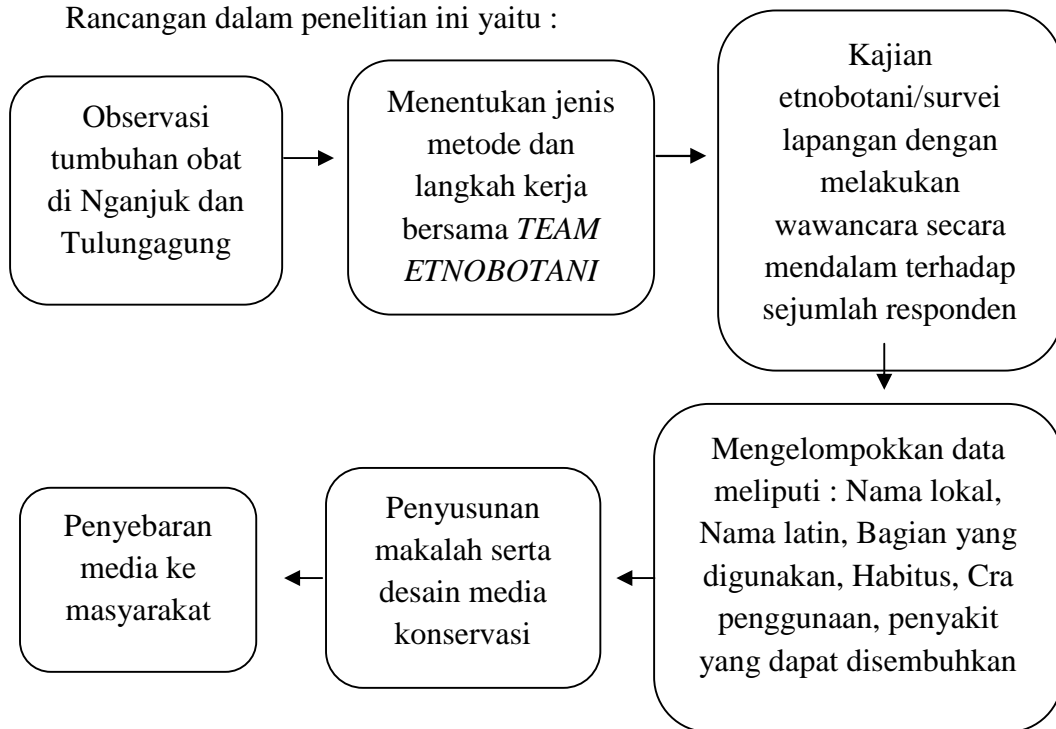 Rancangan dalam penelitian ini yaitu :
Observasi
tumbuhan obat
di Nganjuk dan
Tulungagung
Menentukan jenis
metode dan
langkah kerja
bersama TEAM
ETNOBOTANI
Kajian
etnobotani/survei
lapangan dengan
melakukan
wawancara secara
mendalam terhadap
sejumlah responden
Mengelompokkan data
meliputi : Nama lokal,
Nama latin, Bagian yang
digunakan, Habitus, Cra
penggunaan, penyakit
yang dapat disembuhkan
Penyusunan
makalah serta
desain media
konservasi
Penyebaran
media ke
masyarakat